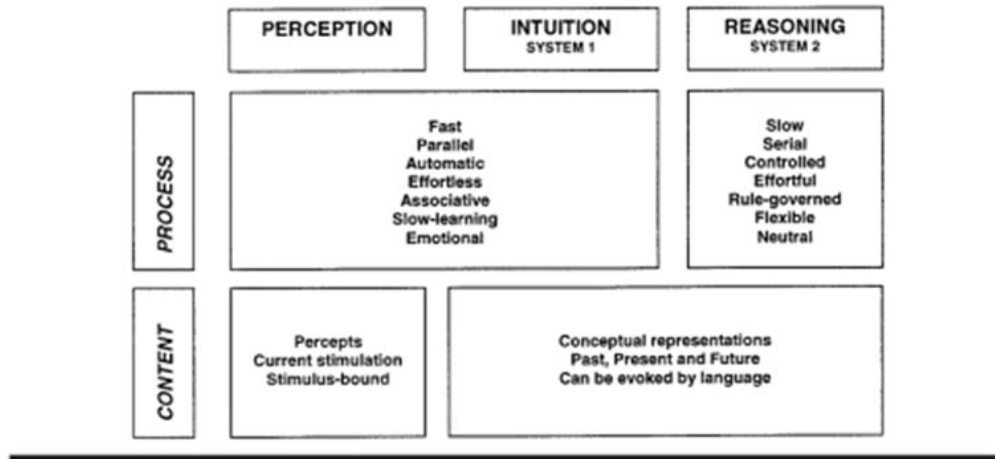 PERCEPTION
INTUITION
SYSTEM 1
REASONING
SYSTEM 2
PROCESS
Fast
Parallel
Automatic
Effortless
Associative
Slow-learning
Emotional
Slow
Serial
Controlled
Effortful
Rule-governed
Flexible
Neutral
CONTENT
Percepts
Current stimulation
Stimulus-bound
Conceptual representations
Past, Present and Future
Can be evoked by language